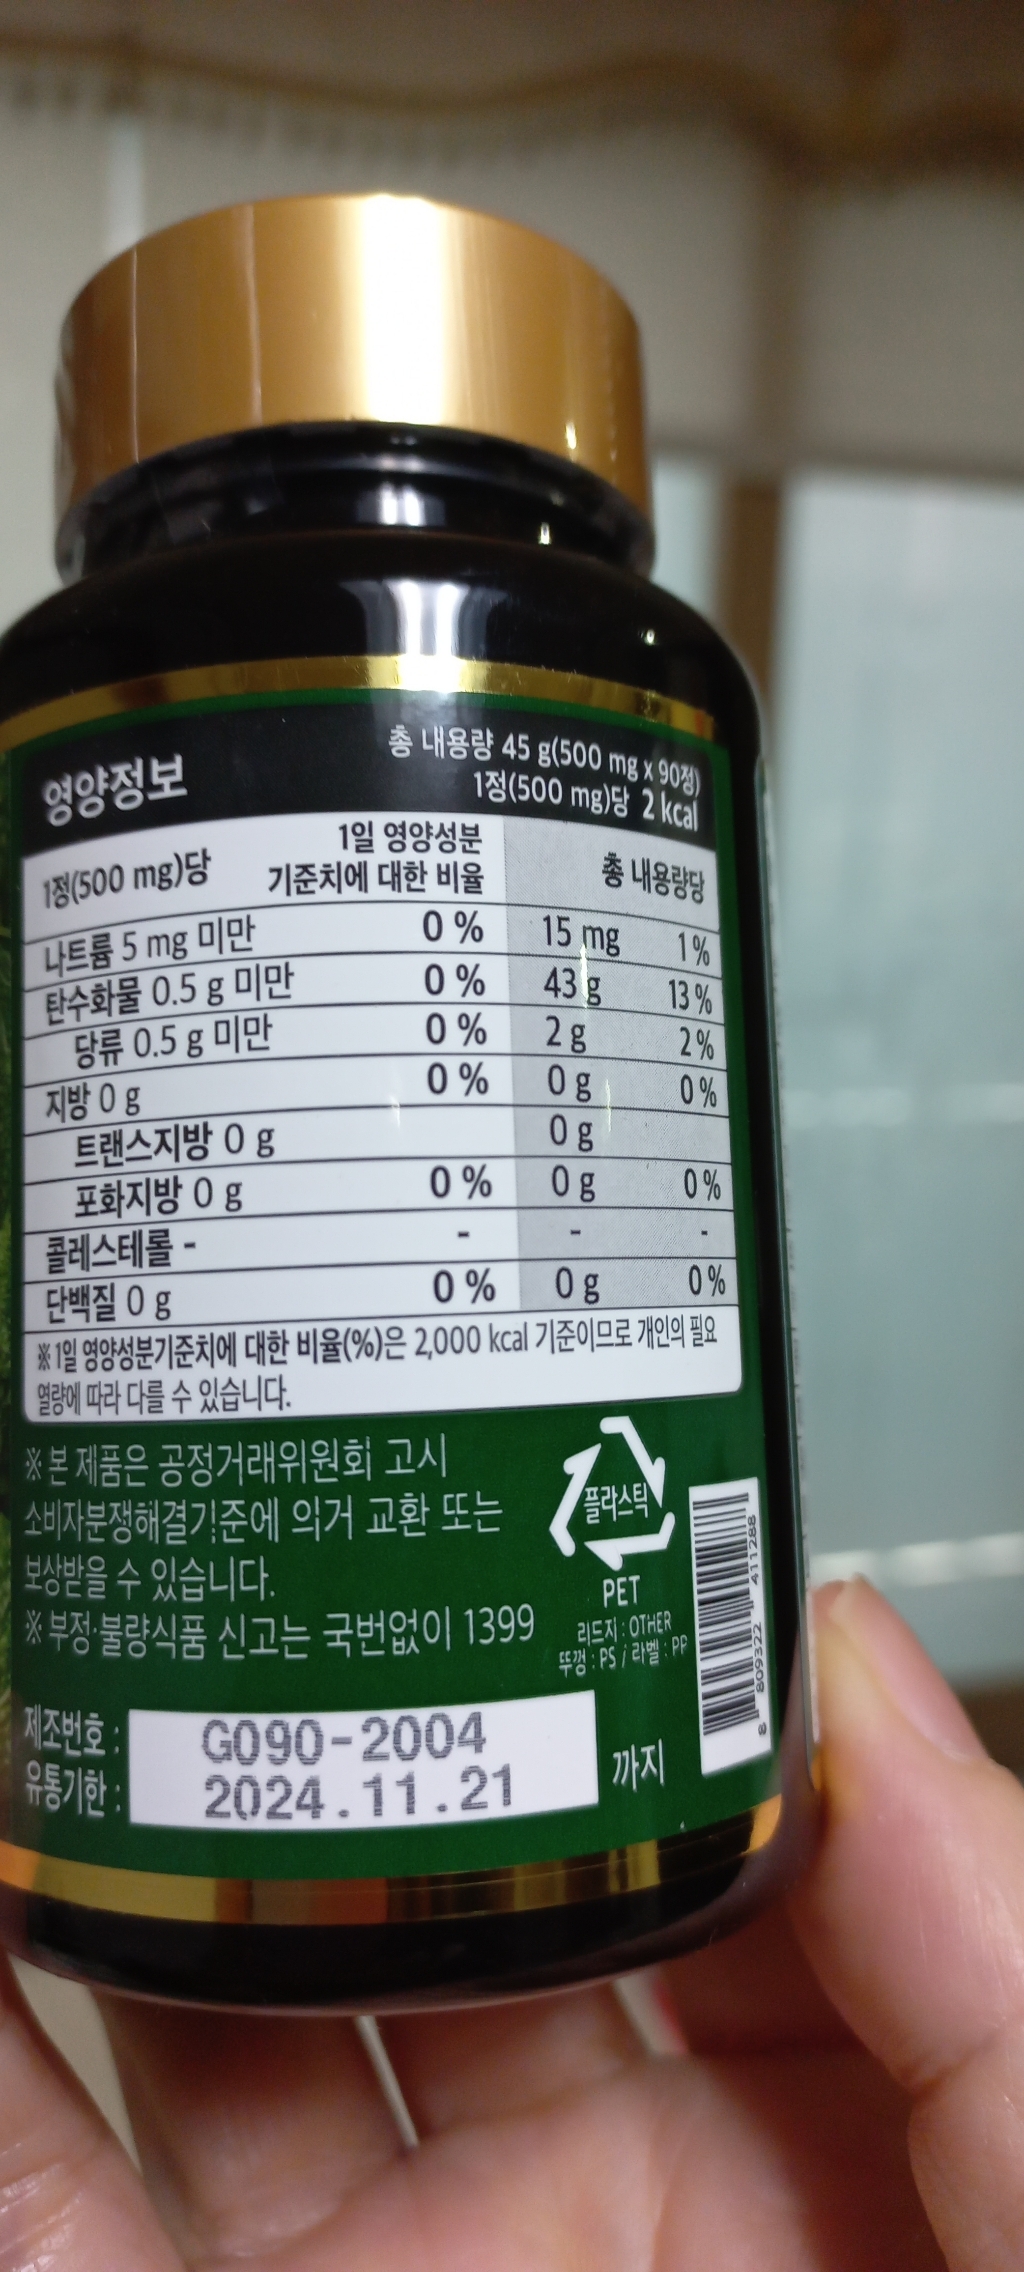 영양정보
총 내용량 45 g(500 mg x 90정)
1정(500 mg)당 2 kcal
1정(500 mg)당 1일 영양성분 기준치에 대한 비율 총 내용량당
나트륨 5 mg 미만 0 % 15 mg 1 %
탄수화물 0.5 g 미만 0 % 43 g 13 %
당류 0.5 g 미만 0 % 2 g 2 %
지방 0 g 0 % 0 g 0 %
트랜스지방 0 g 0 g
포화지방 0 g 0 % 0 g 0 %
콜레스테롤 - - - -
단백질 0 g 0 % 0 g 0 %
※ 1일 영양성분기준치에 대한 비율(%)은 2,000 kcal 기준이므로 개인의 필요
열량에 따라 다를 수 있습니다.
※ 본 제품은 공정거래위원회 고시
소비자분쟁해결기준에 의거 교환 또는
보상받을 수 있습니다.
※ 부정·불량식품 신고는 국번없이 1399
플라스틱
PET
리드지 : OTHER
뚜껑 : PS / 라벨 : PP
8 809322 411288
제조번호 : G090-2004
유통기한 : 2024.11.21 까지